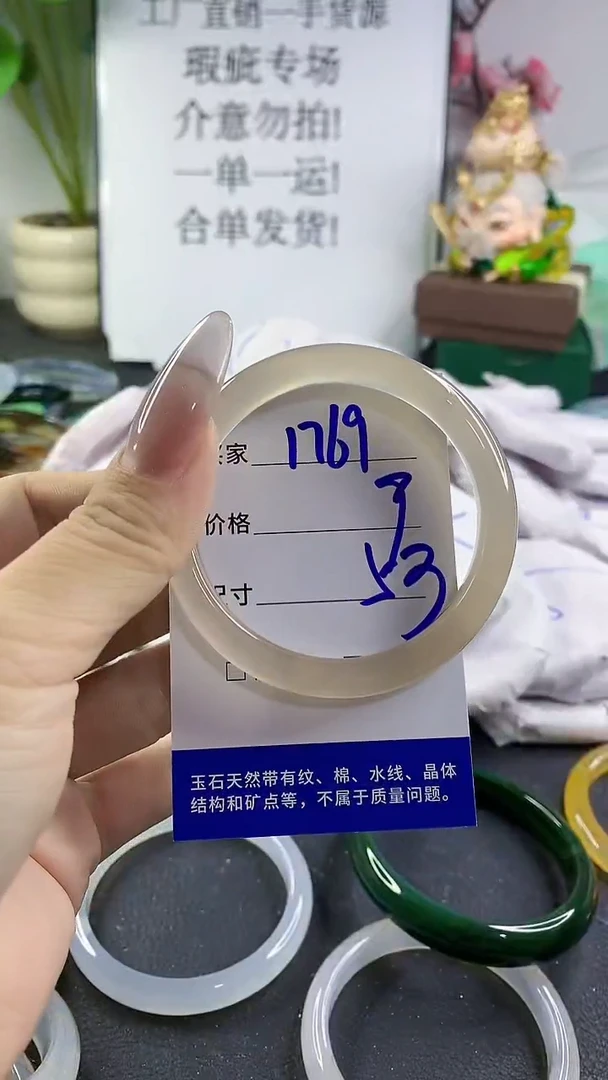 工厂直销一手货源
瑕疵专场
介意勿拍!
一单一运!
合单发货!
买家 1769
价格
尺寸 53
玉石天然带有纹、棉、水线、晶体
结构和矿点等，不属于质量问题。